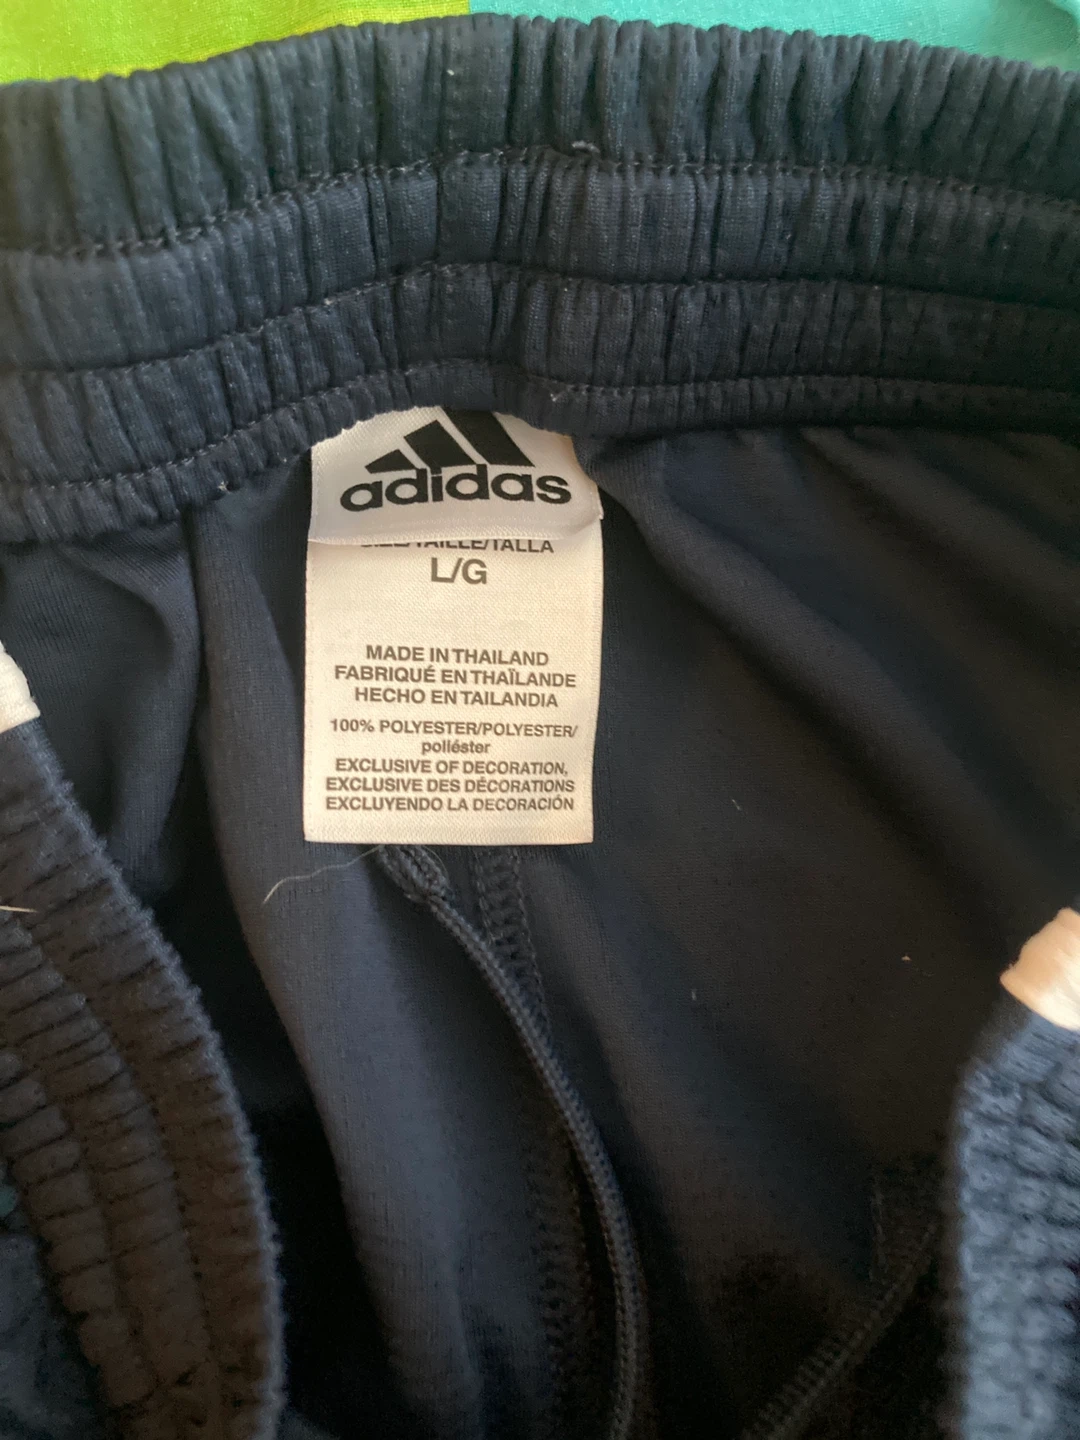 adidas
SIZE/TAILLE/TALLA
L/G
MADE IN THAILAND
FABRIQUÉ EN THAÏLANDE
HECHO EN TAILANDIA
100% POLYESTER/POLYESTER/
poliéster
EXCLUSIVE OF DECORATION,
EXCLUSIVE DES DÉCORATIONS
EXCLUYENDO LA DECORACIÓN